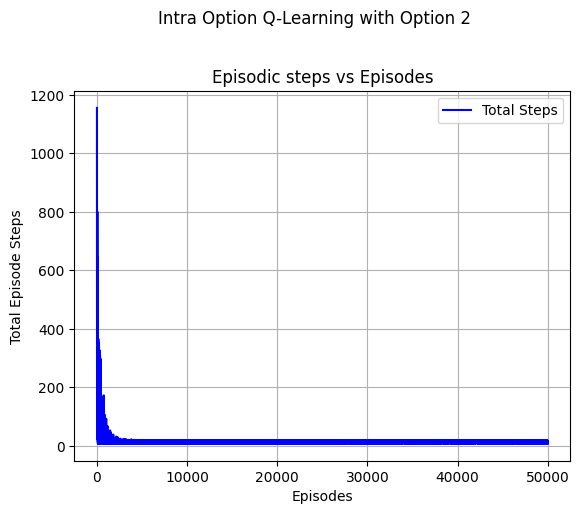 Intra Option Q-Learning with Option 2
Episodic steps vs Episodes
Total Steps
Total Episode Steps
1200
1000
800
600
400
200
0
0
10000
20000
30000
40000
50000
Episodes